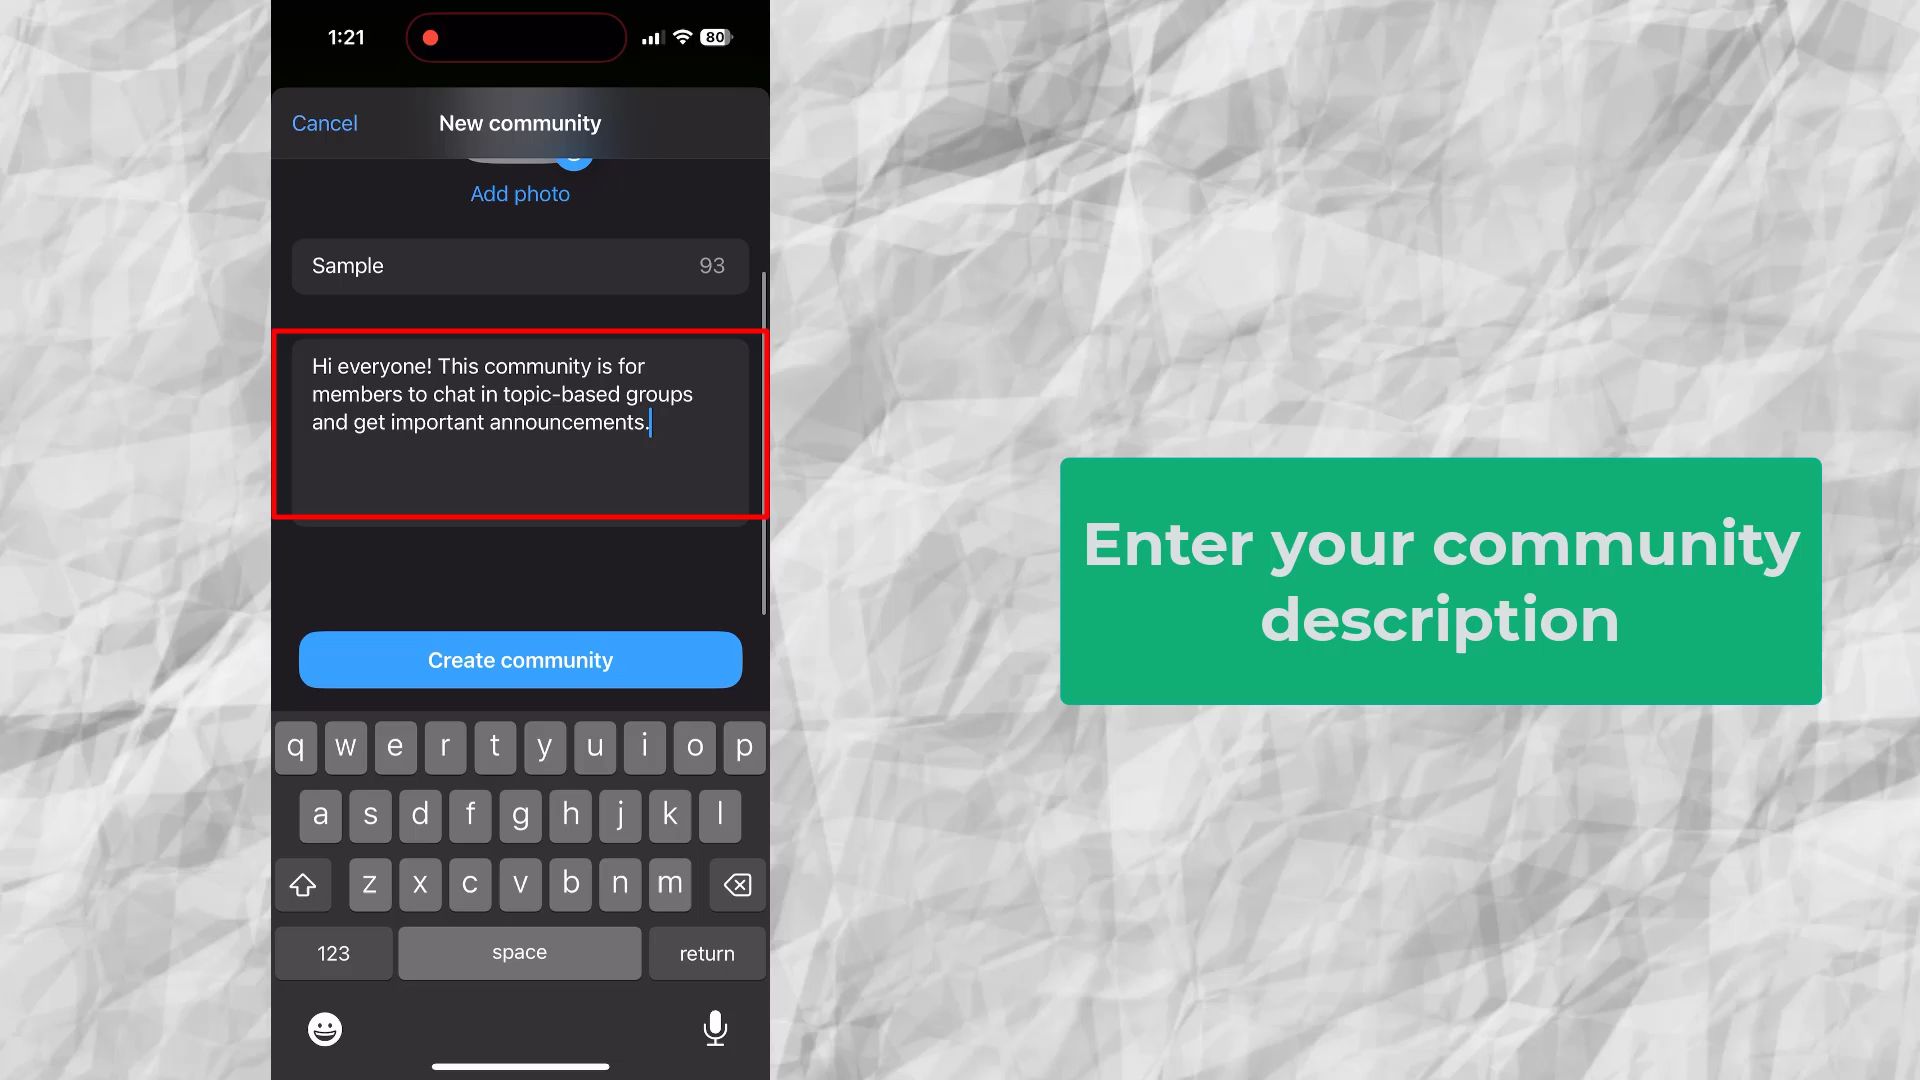 1:21
80
Cancel
New community
Add photo
Sample
93
Hi everyone! This community is for
members to chat in topic-based groups
and get important announcements.
Create community
q w e r t y u i o p
a s d f g h j k l
z x c v b n m
123
space
return
Enter your community
description